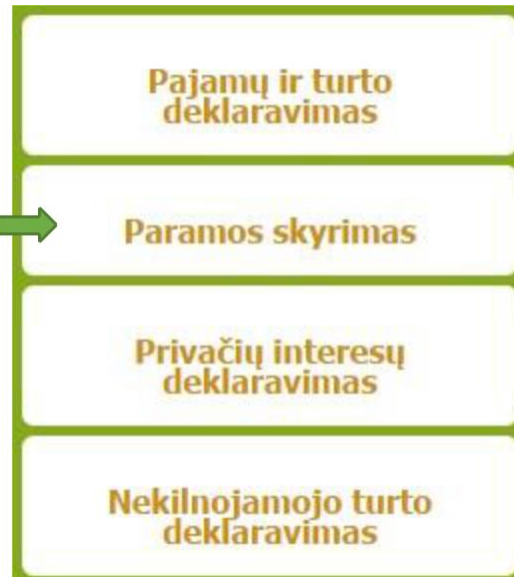 Pajamų ir turto
deklaravimas
Paramos skyrimas
Privačių interesų
deklaravimas
Nekilnojamojo turto
deklaravimas